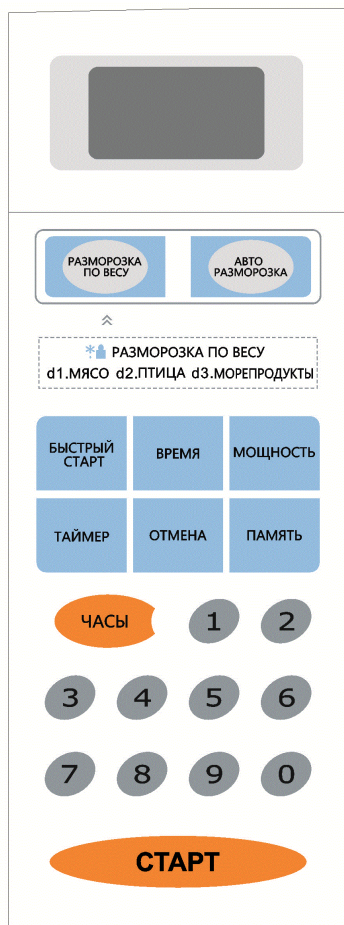 РАЗМОРОЗКА
ПО ВЕСУ
АВТО
РАЗМОРОЗКА
РАЗМОРОЗКА ПО ВЕСУ
d1.МЯСО d2.ПТИЦА d3.МОРЕПРОДУКТЫ
БЫСТРЫЙ
СТАРТ
ВРЕМЯ
МОЩНОСТЬ
ТАЙМЕР
ОТМЕНА
ПАМЯТЬ
ЧАСЫ 1 2
3 4 5 6
7 8 9 0
СТАРТ